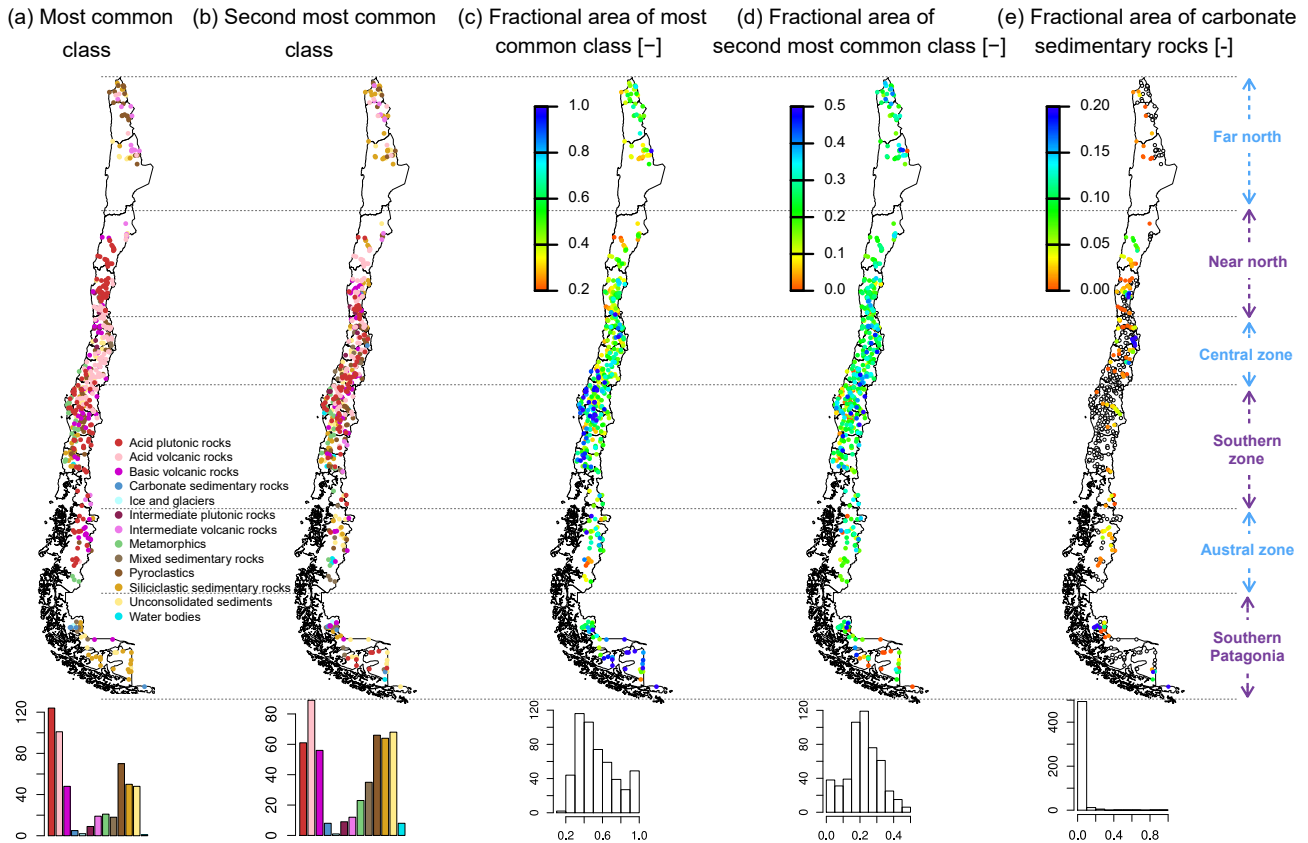 (a) Most common
class
(b) Second most common
class
(c) Fractional area of most
common class [−]
(d) Fractional area of
second most common class [−]
(e) Fractional area of carbonate
sedimentary rocks [-]
1.0
0.8
0.6
0.4
0.2
0.5
0.4
0.3
0.2
0.1
0.0
0.20
0.15
0.10
0.05
0.00
Far north
Near north
Central zone
Southern
zone
Austral zone
Southern
Patagonia
Acid plutonic rocks
Acid volcanic rocks
Basic volcanic rocks
Carbonate sedimentary rocks
Ice and glaciers
Intermediate plutonic rocks
Intermediate volcanic rocks
Metamorphics
Mixed sedimentary rocks
Pyroclastics
Siliciclastic sedimentary rocks
Unconsolidated sediments
Water bodies
0 40 80 120
0 20 40 60 80
0 40 80 120
0.2 0.6 1.0
0 40 80 120
0.0 0.2 0.4
0 200 500
0.0 0.4 0.8